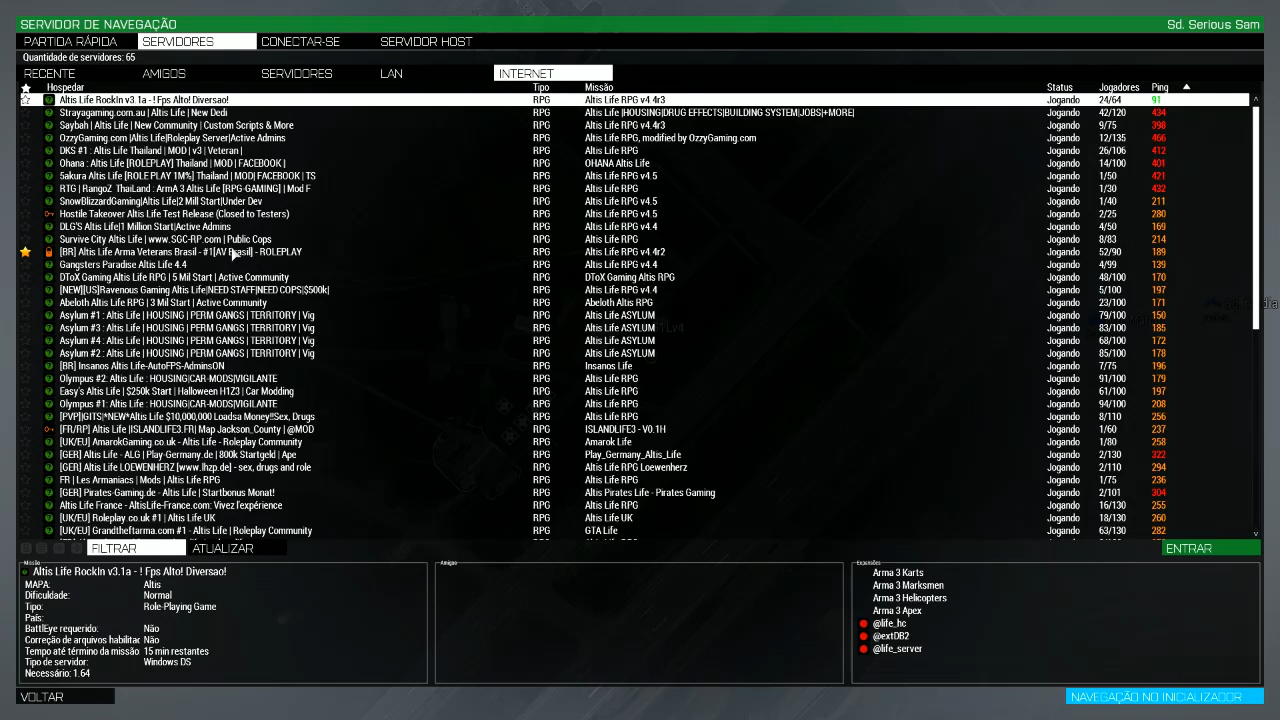 SERVIDOR DE NAVEGAÇÃO Sd. Serious Sam
PARTIDA RÁPIDA SERVIDORES CONECTAR-SE SERVIDOR HOST
Quantidade de servidores: 65
RECENTE AMIGOS SERVIDORES LAN INTERNET
Hospedar Tipo Missão Status Jogadores Ping
Altis Life RockIn v3.1a - ! Fps Alto! Diversao! RPG Altis Life RPG v4.4r3 Jogando 24/64 91
Strayagaming.com.au | Altis Life | New Dedi RPG Altis Life |HOUSING|DRUG EFFECTS|BUILDING SYSTEM|JOBS|+MORE| Jogando 42/120 434
Saybah | Altis Life | New Community | Custom Scripts & More RPG Altis Life RPG v4.4r3 Jogando 9/75 398
OzzyGaming.com |Altis Life|Roleplay Server|Active Admins RPG Altis Life RPG, modified by OzzyGaming.com Jogando 12/135 466
DKS #1 : Altis Life Thailand | MOD | v3 | Veteran | RPG Altis Life RPG Jogando 26/106 412
Ohana : Altis Life [ROLEPLAY] Thailand | MOD | FACEBOOK | RPG OHANA Altis Life Jogando 14/100 401
5akura Altis Life [ROLE PLAY 1M%] Thailand | MOD| FACEBOOK | TS RPG Altis Life RPG v4.5 Jogando 1/50 421
RTG | RangoZ ThaiLand : ArmA 3 Altis Life [RPG-GAMING] | Mod F RPG Altis Life RPG Jogando 1/30 432
SnowBlizzardGaming|Altis Life|2 Mill Start|Under Dev RPG Altis Life RPG v4.5 Jogando 1/40 211
Hostile Takeover Altis Life Test Release (Closed to Testers) RPG Altis Life RPG v4.5 Jogando 2/25 280
DLG'S Altis Life|1 Million Start|Active Admins RPG Altis Life RPG v4.5 Jogando 4/50 169
Survive City Altis Life | www.SGC-RP.com | Public Cops RPG Altis Life RPG Jogando 8/83 214
[BR] Altis Life Arma Veterans Brasil - #1[AV Brasil] - ROLEPLAY RPG Altis Life RPG v4.4r2 Jogando 52/90 189
Gangsters Paradise Altis Life 4.4 RPG Altis Life RPG v4.4 Jogando 4/99 139
DToX Gaming Altis Life RPG | 5 Mil Start | Active Community RPG DToX Gaming Altis RPG Jogando 48/100 170
[NEW][US]Ravenous Gaming Altis Life|NEED STAFF|NEED COPS|$500k| RPG Altis Life RPG v4.4 Jogando 5/100 197
Abeloth Altis Life RPG | 3 Mil Start | Active Community RPG Abeloth Altis RPG Jogando 23/100 171
Asylum #1 : Altis Life | HOUSING | PERM GANGS | TERRITORY | Vig RPG Altis Life ASYLUM Jogando 79/100 150
Asylum #3 : Altis Life | HOUSING | PERM GANGS | TERRITORY | Vig RPG Altis Life ASYLUM Jogando 83/100 185
Asylum #4 : Altis Life | HOUSING | PERM GANGS | TERRITORY | Vig RPG Altis Life ASYLUM Jogando 68/100 172
Asylum #2 : Altis Life | HOUSING | PERM GANGS | TERRITORY | Vig RPG Altis Life ASYLUM Jogando 85/100 178
[BR] Insanos Altis Life-AutoFPS-AdminsON RPG Insanos Life Jogando 7/75 196
Olympus #2: Altis Life : HOUSING|CAR-MODS|VIGILANTE RPG Altis Life RPG Jogando 91/100 179
Easy's Altis Life | $250k Start | Halloween H1Z3 | Car Modding RPG Altis Life RPG Jogando 61/100 197
Olympus #1: Altis Life : HOUSING|CAR-MODS|VIGILANTE RPG Altis Life RPG Jogando 94/100 208
[PVP]|GITS|*NEW*Altis Life $10,000,000 Loadsa Money!!Sex, Drugs RPG Altis Life RPG Jogando 8/110 256
[FR/RP] Altis Life |ISLANDLIFE3.FR| Map Jackson_County | @MOD RPG ISLANDLIFE3 - V0.1H Jogando 1/60 237
[UK/EU] AmarokGaming.co.uk - Altis Life - Roleplay Community RPG Amarok Life Jogando 1/80 258
[GER] Altis Life - ALG | Play-Germany.de | 800k Startgeld | Ape RPG Play_Germany_Altis_Life Jogando 2/130 322
[GER] Altis Life LOEWENHERZ [www.lhzp.de] - sex, drugs and role RPG Altis Life RPG Loewenherz Jogando 2/110 294
FR | Les Armaniacs | Mods | Altis Life RPG RPG Altis Life RPG Jogando 1/75 236
[GER] Pirates-Gaming.de - Altis Life | Startbonus Monat! RPG Altis Pirates Life - Pirates Gaming Jogando 2/101 304
Altis Life France - AltisLife-France.com: Vivez l'expérience RPG Altis Life RPG Jogando 16/130 255
[UK/EU] Roleplay.co.uk #1 | Altis Life UK RPG Altis Life UK Jogando 18/130 260
[UK/EU] Grandtheftarma.com #1 - Altis Life | Roleplay Community RPG GTA Life Jogando 63/130 282
FILTRAR ATUALIZAR ENTRAR
Missão Amigos Expansões
Altis Life RockIn v3.1a - ! Fps Alto! Diversao!
MAPA: Altis
Dificuldade: Normal
Tipo: Role-Playing Game
País:
BattlEye requerido: Não
Correção de arquivos habilitac Não
Tempo até término da missão 15 min restantes
Tipo de servidor: Windows DS
Necessário: 1.64
Arma 3 Karts
Arma 3 Marksmen
Arma 3 Helicopters
Arma 3 Apex
@life_hc
@extDB2
@life_server
VOLTAR NAVEGAÇÃO NO INICIALIZADOR